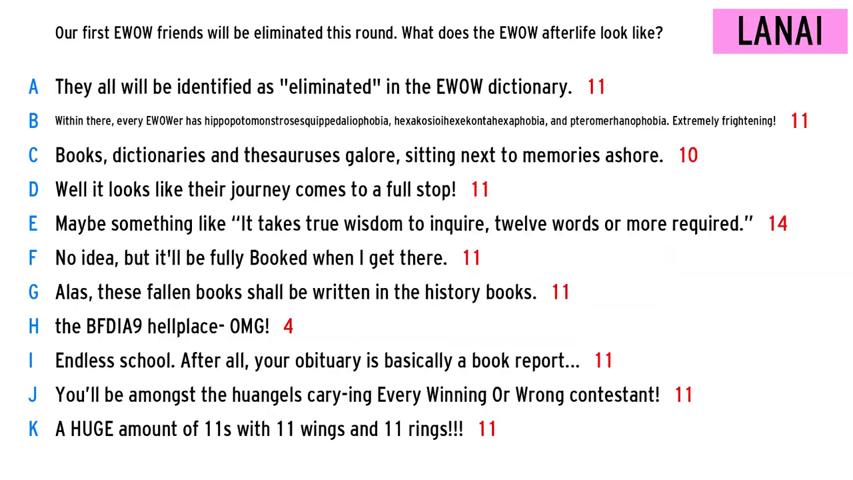 Our first EWOW friends will be eliminated this round. What does the EWOW afterlife look like?
LANAI
A They all will be identified as "eliminated" in the EWOW dictionary. 11
B Within there, every EWOWer has hippopotomonstrosesquippedaliophobia, hexakosioihexekontahexaphobia, and pteromerhanophobia. Extremely frightening! 11
C Books, dictionaries and thesauruses galore, sitting next to memories ashore. 10
D Well it looks like their journey comes to a full stop! 11
E Maybe something like “It takes true wisdom to inquire, twelve words or more required.” 14
F No idea, but it'll be fully Booked when I get there. 11
G Alas, these fallen books shall be written in the history books. 11
H the BFDIA9 hellplace- OMG! 4
I Endless school. After all, your obituary is basically a book report... 11
J You’ll be amongst the huangels cary-ing Every Winning Or Wrong contestant! 11
K A HUGE amount of 11s with 11 wings and 11 rings!!! 11